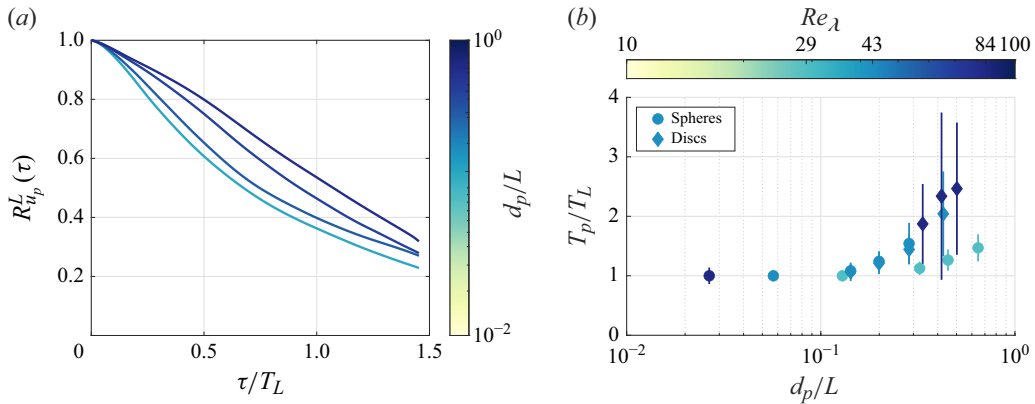 (a)
(b)
Re_λ
10 29 43 84 100
1.0
0.8
0.6
0.4
0.2
0 0.5 1.0 1.5
τ/T_L
R^L_{u_p}(τ)
10^0
10^{-2}
d_p/L
4
3
2
1
0
T_p/T_L
Spheres
Discs
10^{-2} 10^{-1} 10^0
d_p/L